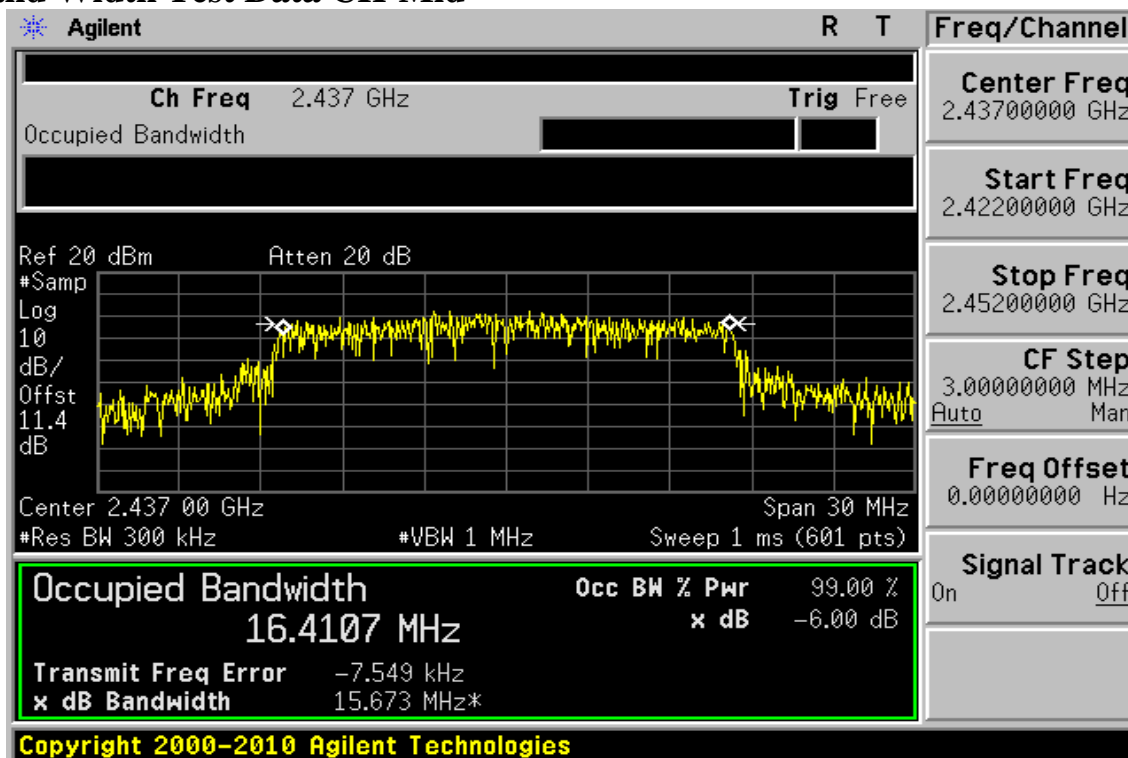 Agilent R T
Ch Freq 2.437 GHz Trig Free
Occupied Bandwidth
Ref 20 dBm Atten 20 dB
#Samp
Log
10
dB/
Offst
11.4
dB
Center 2.437 00 GHz Span 30 MHz
#Res BW 300 kHz #VBW 1 MHz Sweep 1 ms (601 pts)
Occupied Bandwidth Occ BW % Pwr 99.00 %
16.4107 MHz x dB -6.00 dB
Transmit Freq Error -7.549 kHz
x dB Bandwidth 15.673 MHz*
Copyright 2000-2010 Agilent Technologies
Freq/Channel
Center Freq
2.43700000 GHz
Start Freq
2.42200000 GHz
Stop Freq
2.45200000 GHz
CF Step
3.00000000 MHz
Auto Man
Freq Offset
0.00000000 Hz
Signal Track
On Off